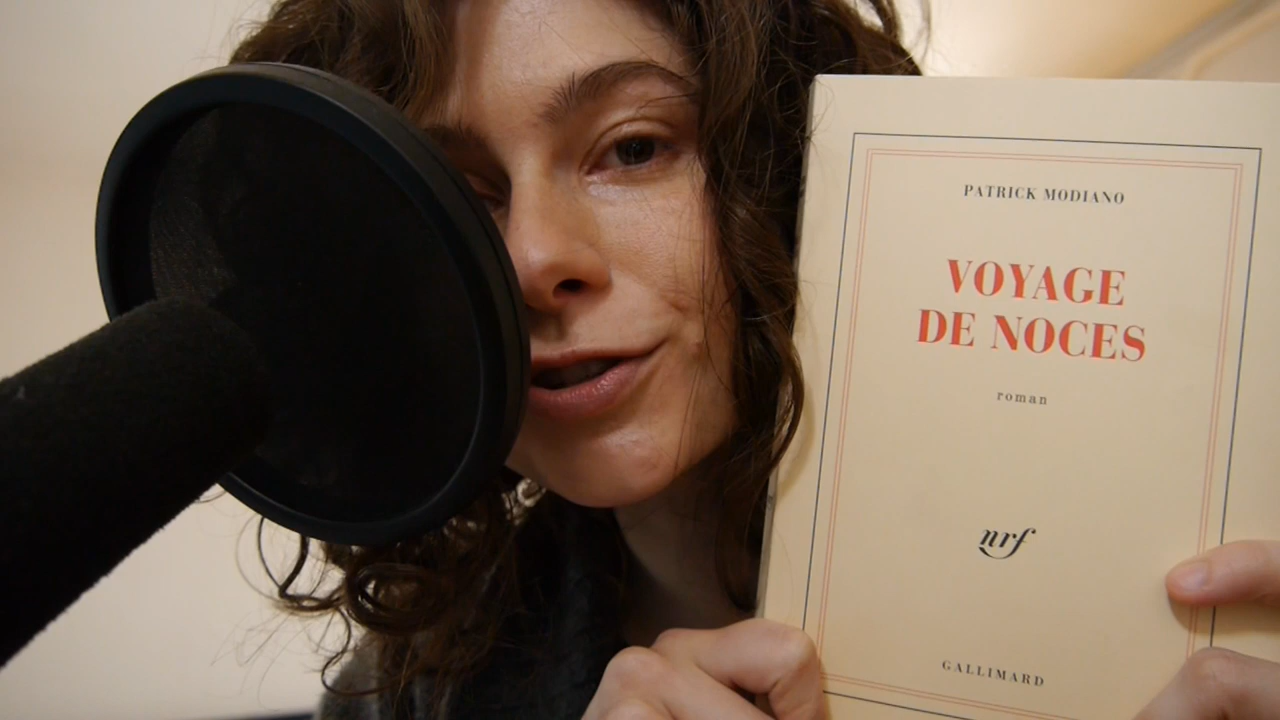 PATRICK MODIANO
VOYAGE
DE NOCES
roman
nrf
GALLIMARD